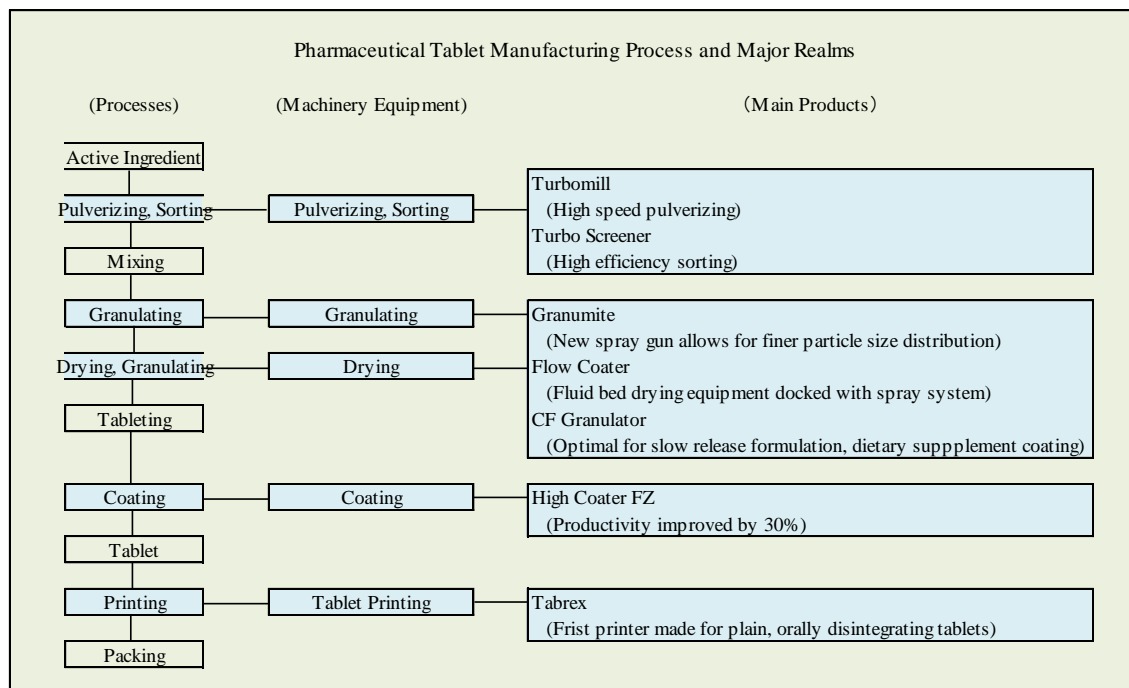 Pharmaceutical Tablet Manufacturing Process and Major Realms
(Processes)
(Machinery Equipment)
(Main Products）
Active Ingredient
Pulverizing, Sorting
Pulverizing, Sorting
Turbomill
(High speed pulverizing)
Turbo Screener
(High efficiency sorting)
Mixing
Granulating
Granulating
Granumite
(New spray gun allows for finer particle size distribution)
Drying, Granulating
Drying
Flow Coater
(Fluid bed drying equipment docked with spray system)
Tableting
CF Granulator
(Optimal for slow release formulation, dietary suppplement coating)
Coating
Coating
High Coater FZ
(Productivity improved by 30%)
Tablet
Printing
Tablet Printing
Tabrex
(Frist printer made for plain, orally disintegrating tablets)
Packing